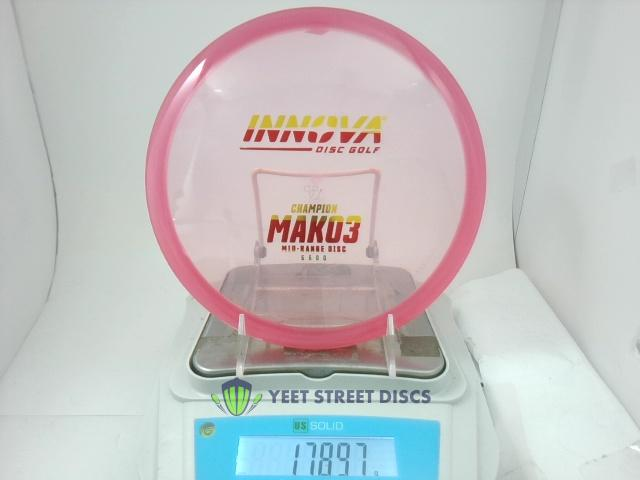 INNOVA
DISC GOLF
CHAMPION
MAKO3
MID-RANGE DISC
5 5 0 0
YEET STREET DISCS
US SOLID
178.97 g